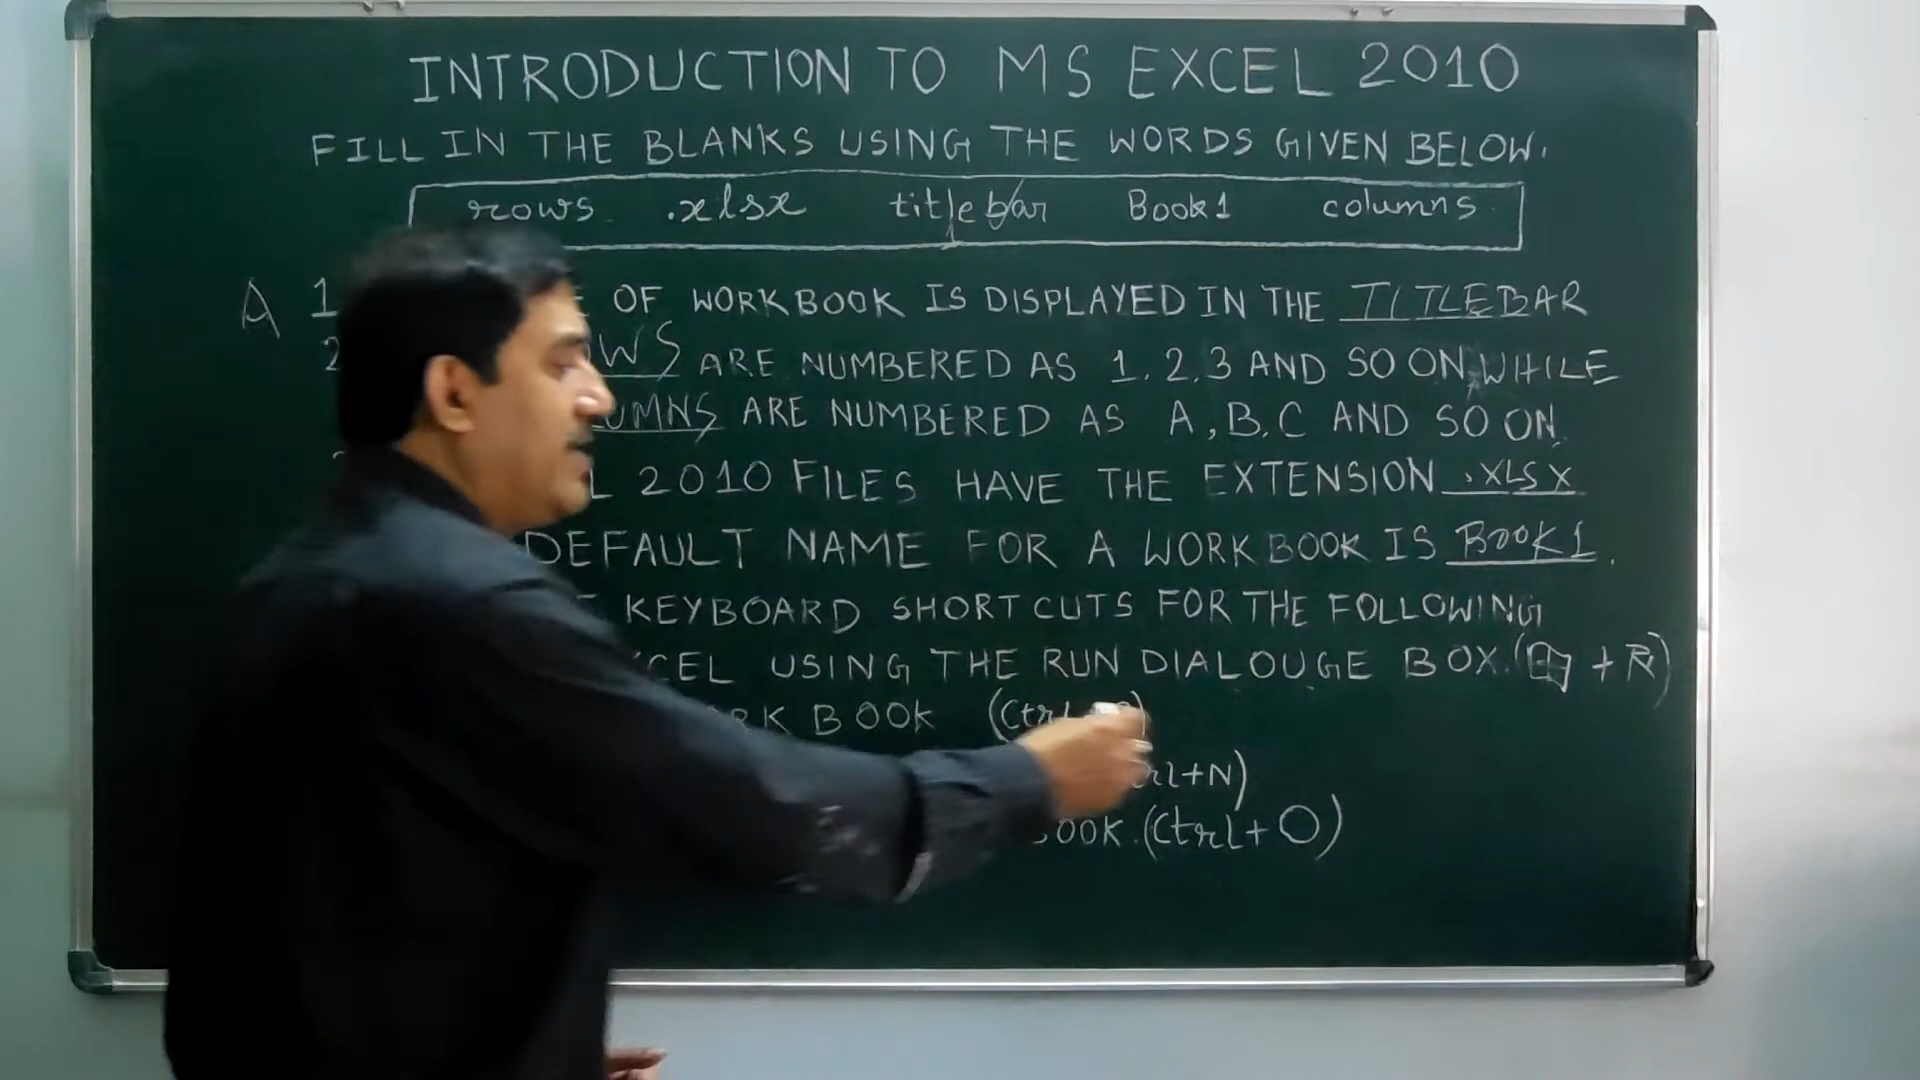 INTRODUCTION TO MS EXCEL 2010
FILL IN THE BLANKS USING THE WORDS GIVEN BELOW.
rows .xlsx title bar Book1 columns
A 1 OF WORKBOOK IS DISPLAYED IN THE TITLEBAR
2 ARE NUMBERED AS 1, 2, 3 AND SO ON, WHILE
ARE NUMBERED AS A, B, C AND SO ON.
2010 FILES HAVE THE EXTENSION .XLSX
DEFAULT NAME FOR A WORKBOOK IS BOOK1.
KEYBOARD SHORTCUTS FOR THE FOLLOWING
USING THE RUN DIALOUGE BOX. ( + R)
BOOK (Ctrl
+N)
BOOK. (Ctrl+O)